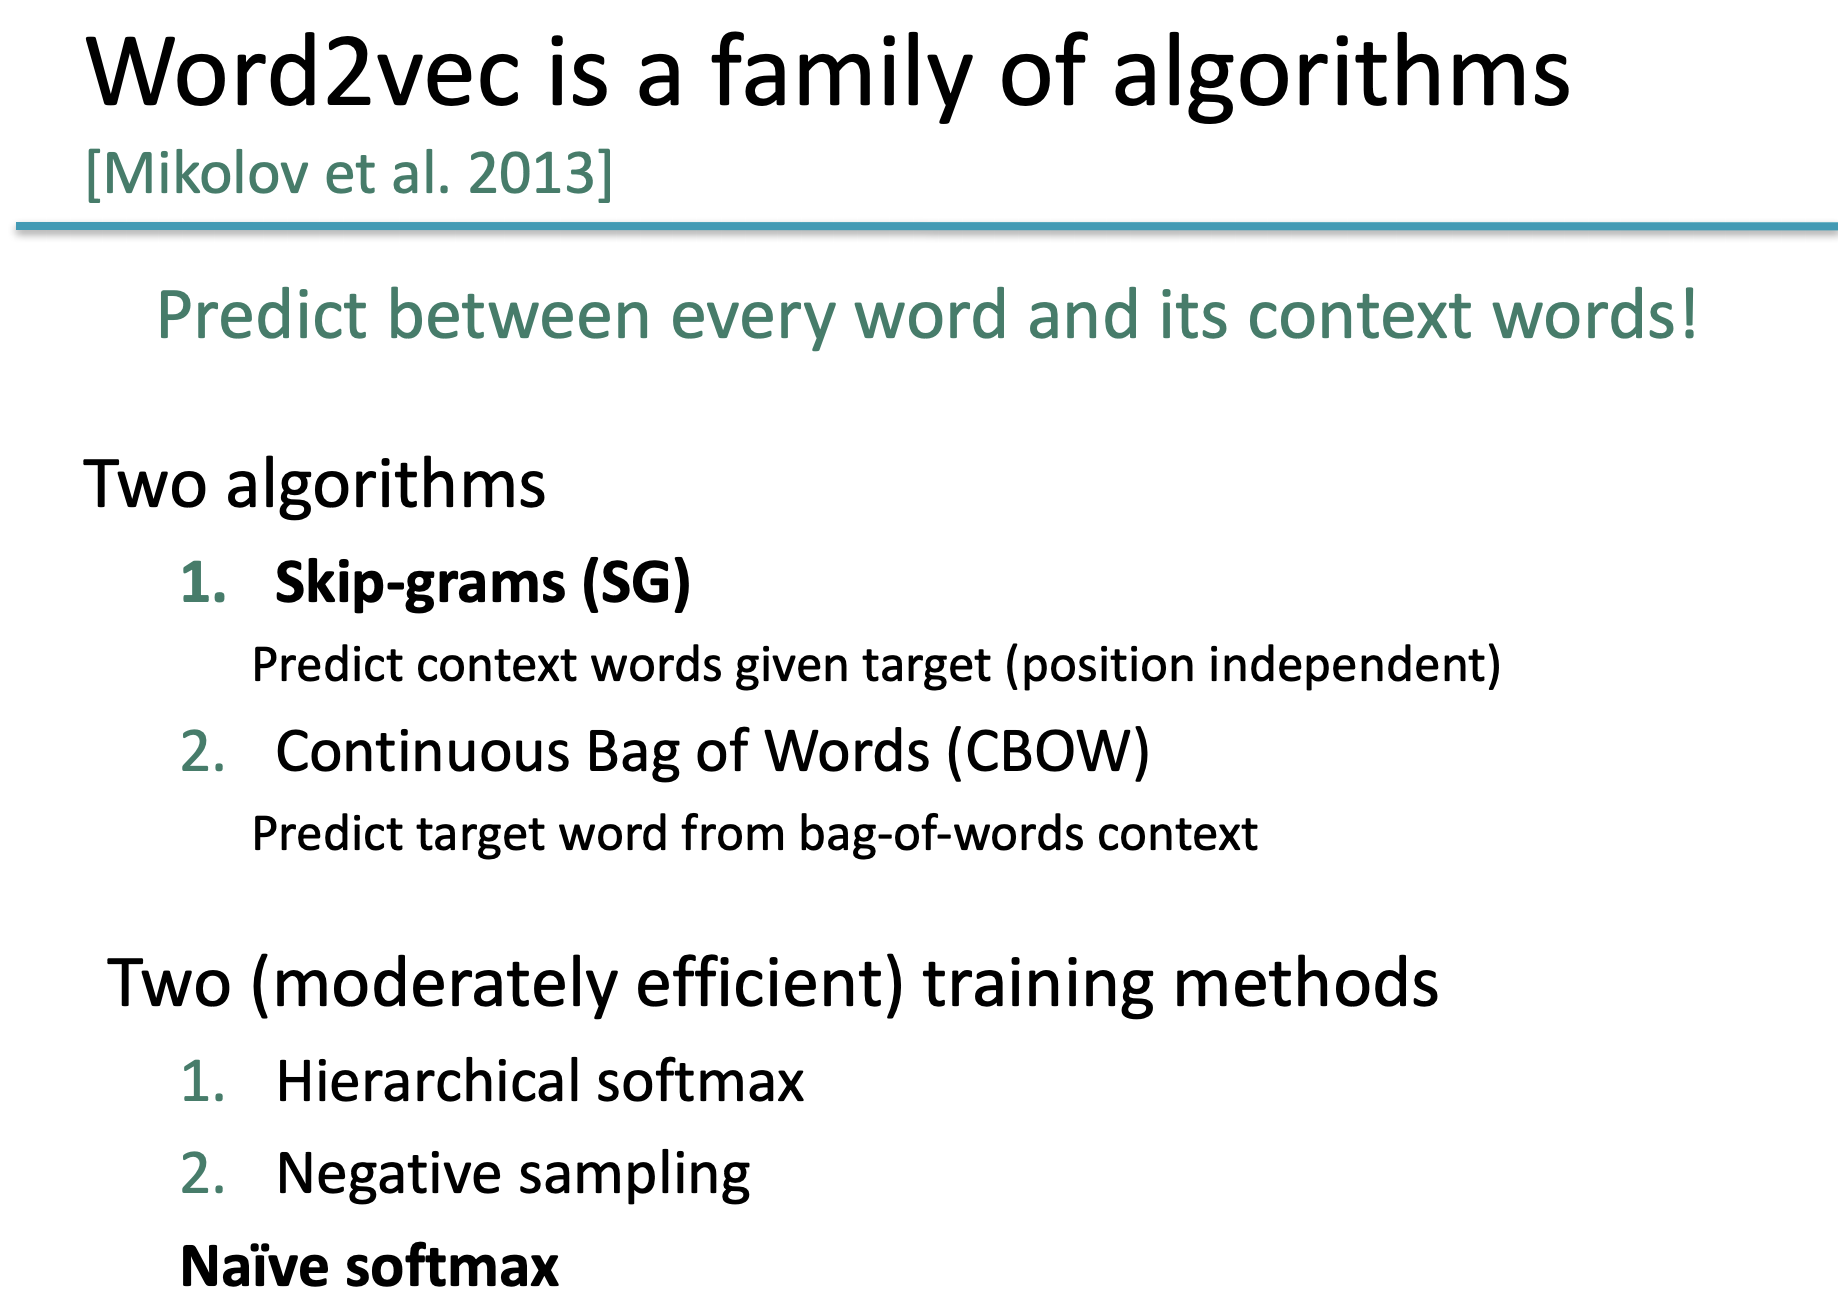 Word2vec is a family of algorithms
[Mikolov et al. 2013]
Predict between every word and its context words!
Two algorithms
1. Skip-grams (SG)
Predict context words given target (position independent)
2. Continuous Bag of Words (CBOW)
Predict target word from bag-of-words context
Two (moderately efficient) training methods
1. Hierarchical softmax
2. Negative sampling
Naïve softmax